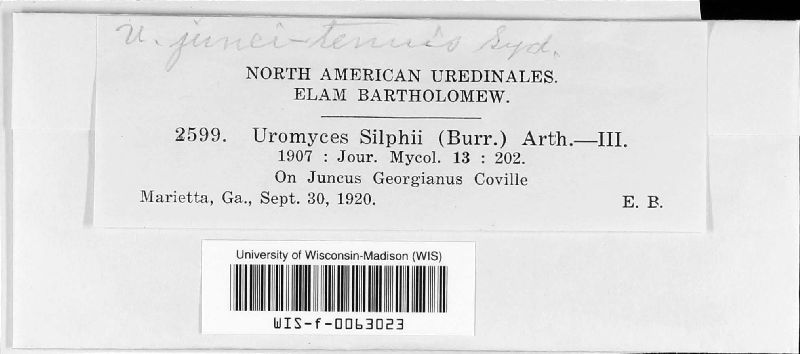 U. junci-tenuis Syd.
NORTH AMERICAN UREDINALES.
ELAM BARTHOLOMEW.
2599. Uromyces Silphii (Burr.) Arth.—III.
1907 : Jour. Mycol. 13 : 202.
On Juncus Georgianus Coville
Marietta, Ga., Sept. 30, 1920. E. B.
University of Wisconsin-Madison (WIS)
WIS-f-0063023